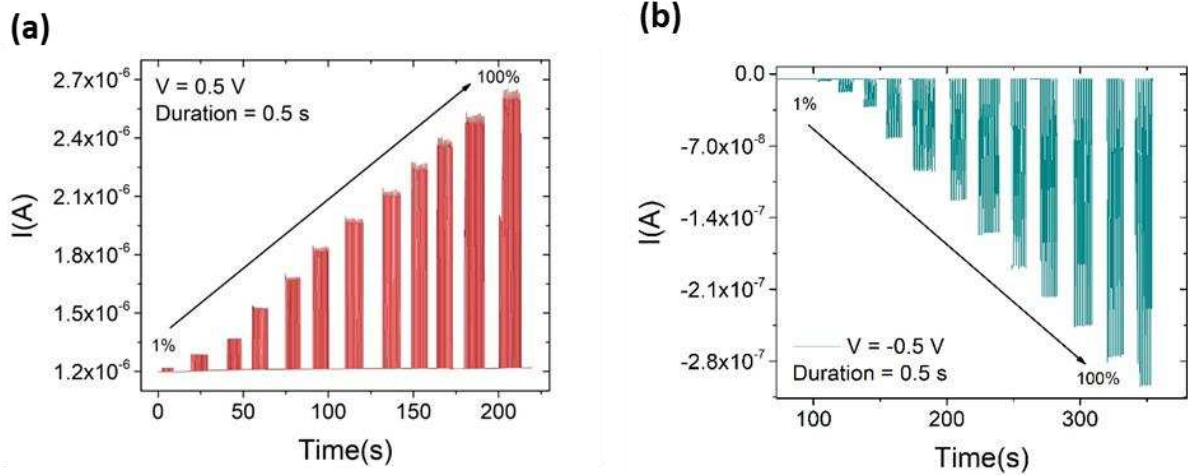 (a)
V = 0.5 V
Duration = 0.5 s
100%
1%
2.7x10⁻⁶
2.4x10⁻⁶
2.1x10⁻⁶
1.8x10⁻⁶
1.5x10⁻⁶
1.2x10⁻⁶
I(A)
0 50 100 150 200
Time(s)
(b)
0.0
-7.0x10⁻⁸
-1.4x10⁻⁷
-2.1x10⁻⁷
-2.8x10⁻⁷
I(A)
1%
V = -0.5 V
Duration = 0.5 s
100%
100 200 300
Time(s)